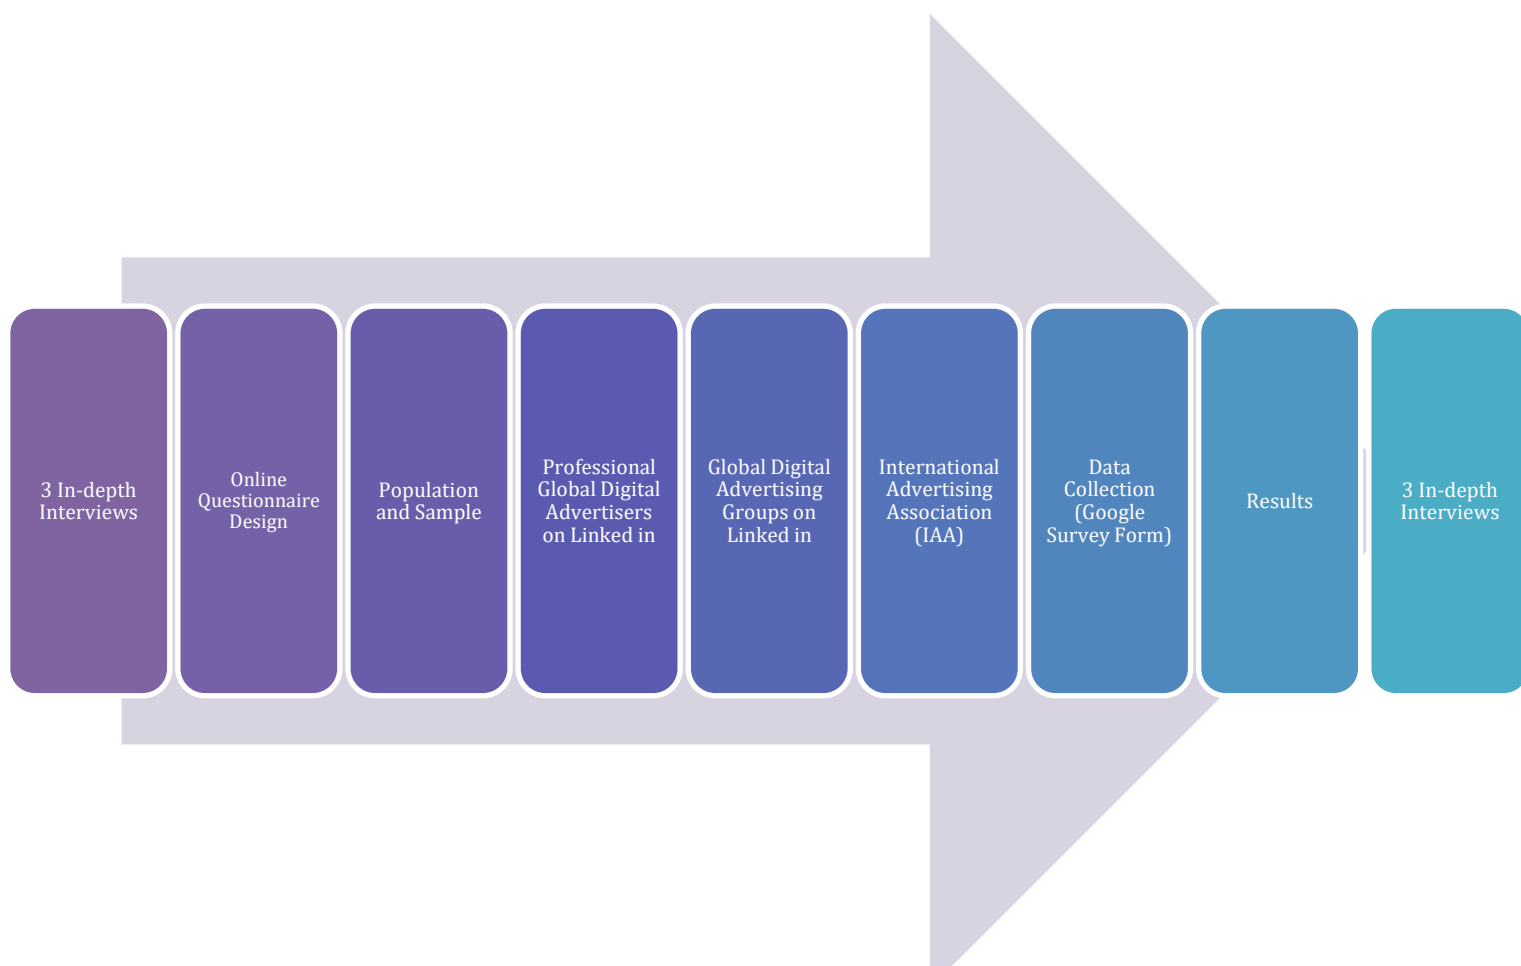 3 In-depth
Interviews
Online
Questionnaire
Design
Population
and Sample
Professional
Global Digital
Advertisers
on Linked in
Global Digital
Advertising
Groups on
Linked in
International
Advertising
Association
(IAA)
Data
Collection
(Google
Survey Form)
Results
3 In-depth
Interviews